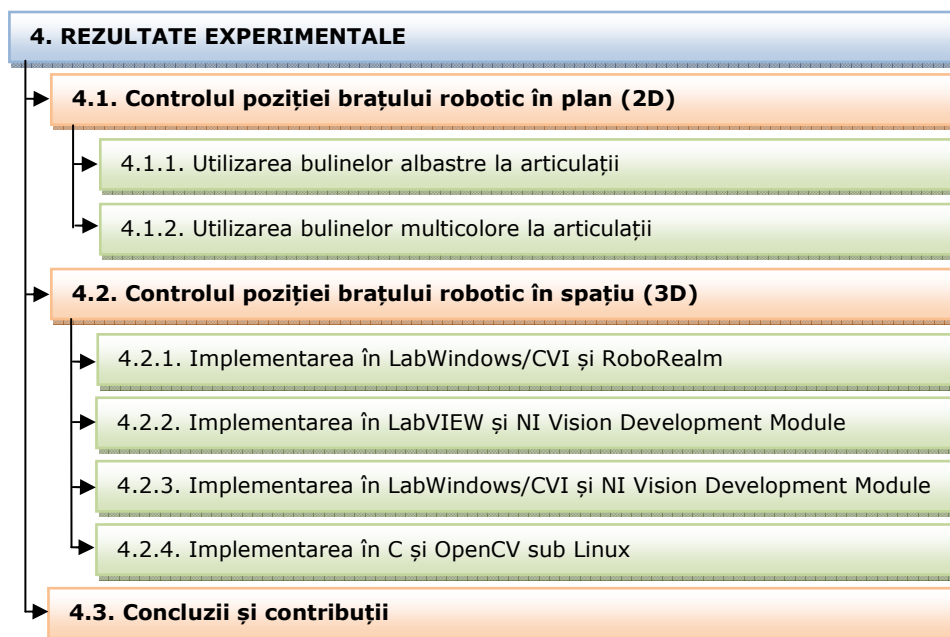 4. REZULTATE EXPERIMENTALE
4.1. Controlul poziției brațului robotic în plan (2D)
4.1.1. Utilizarea bulinelor albastre la articulații
4.1.2. Utilizarea bulinelor multicolore la articulații
4.2. Controlul poziției brațului robotic în spațiu (3D)
4.2.1. Implementarea în LabWindows/CVI și RoboRealm
4.2.2. Implementarea în LabVIEW și NI Vision Development Module
4.2.3. Implementarea în LabWindows/CVI și NI Vision Development Module
4.2.4. Implementarea în C și OpenCV sub Linux
4.3. Concluzii și contribuții